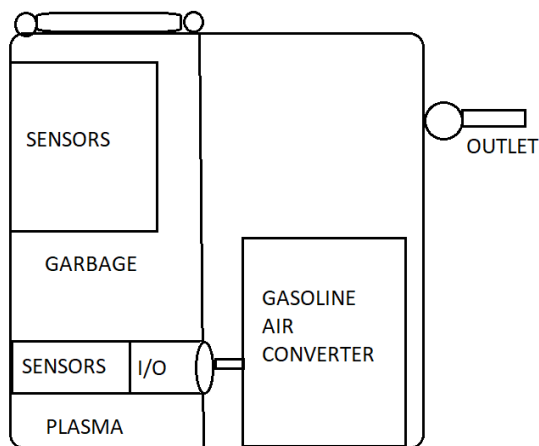 SENSORS
OUTLET
GARBAGE
GASOLINE
AIR
CONVERTER
SENSORS I/O
PLASMA